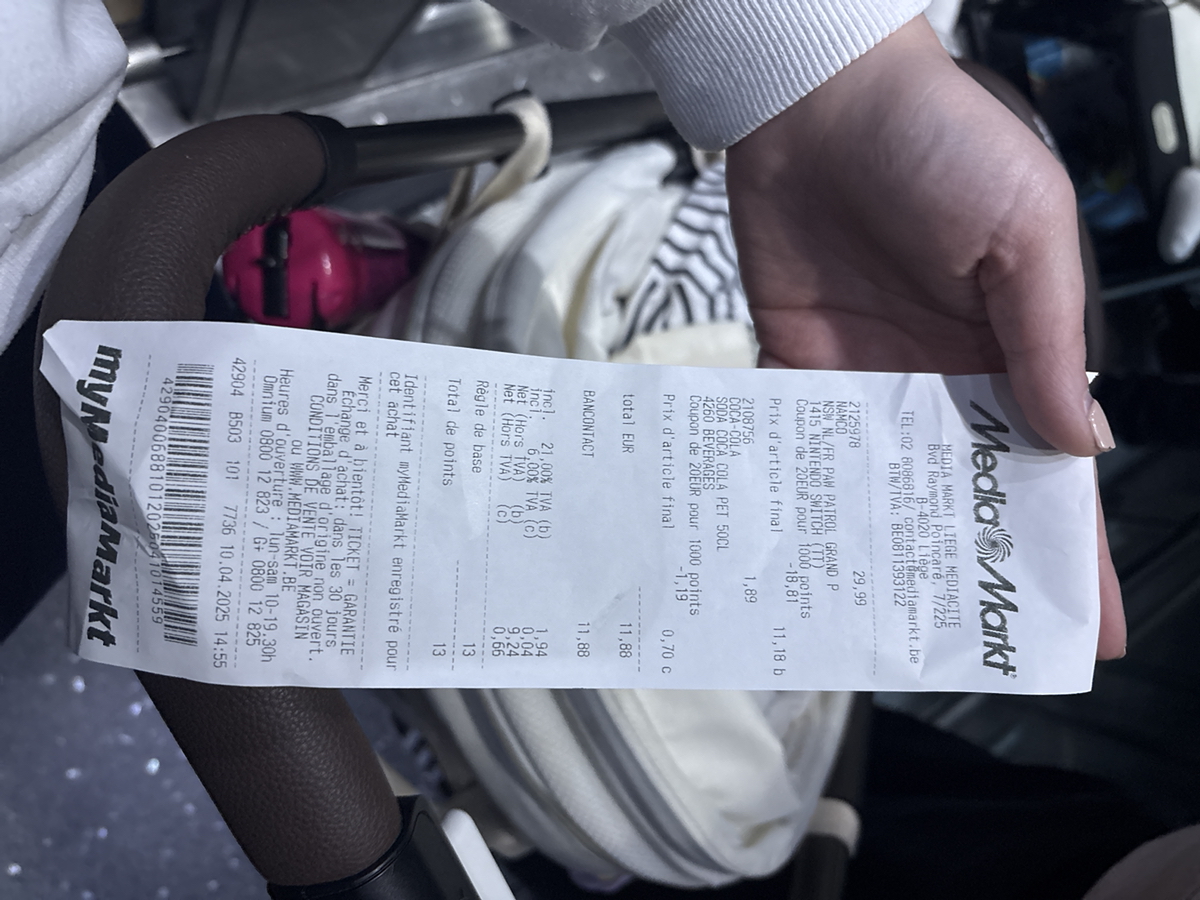 Media Markt
MEDIA MARKT LIEGE MEDIACITE
Bvd Raymond Poincaré, 7/225
B-4020 Liège
TEL:02 8086816/ contact@mediamarkt.be
BTW/TVA: BE0811393122
2125978 29,99
NAMCO
NSW NL/FR PAW PATROL GRAND P
1415 NINTENDO SWITCH (TT)
Coupon de 20EUR pour 1000 points
-18,81
Prix d'article final 11,18 b
2108756 1,89
COCA-COLA
SODA COCA COLA PET 50CL
4260 BEVERAGES
Coupon de 20EUR pour 1000 points
-1,19
Prix d'article final 0,70 c
total EUR 11,88
BANCONTACT 11,88
incl. 21,00% TVA (b) 1,94
incl. 6,00% TVA (c) 0,04
Net (Hors TVA) (b) 9,24
Net (Hors TVA) (c) 0,66
Règle de base 13
Total de points 13
Identifiant myMediaMarkt enregistré pour
cet achat
Merci et à bientôt! TICKET = GARANTIE
Echange d'achat: dans les 30 jours
dans l'emballage d'origine non ouvert.
CONDITIONS DE VENTE VOIR MAGASIN
ou WWW.MEDIAMARKT.BE
Heures d'ouverture : lun-sam 10-19.30h
Omnium 0800 12 823 / G+ 0800 12 825
42904 B503 101 7736 10.04.2025 14:55
myMediaMarkt